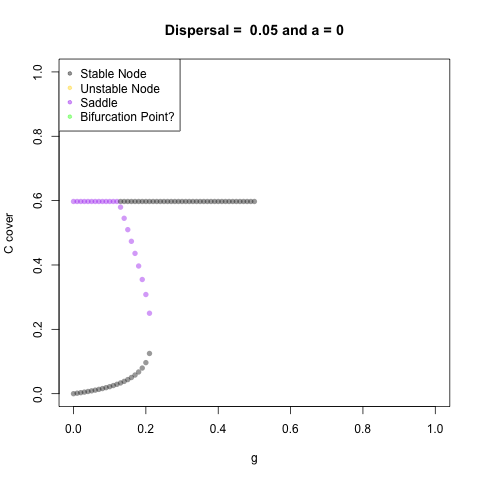 Dispersal =  0.05 and a = 0
Stable Node
Unstable Node
Saddle
Bifurcation Point?
C cover
1.0
0.8
0.6
0.4
0.2
0.0
0.0 0.2 0.4 0.6 0.8 1.0
g